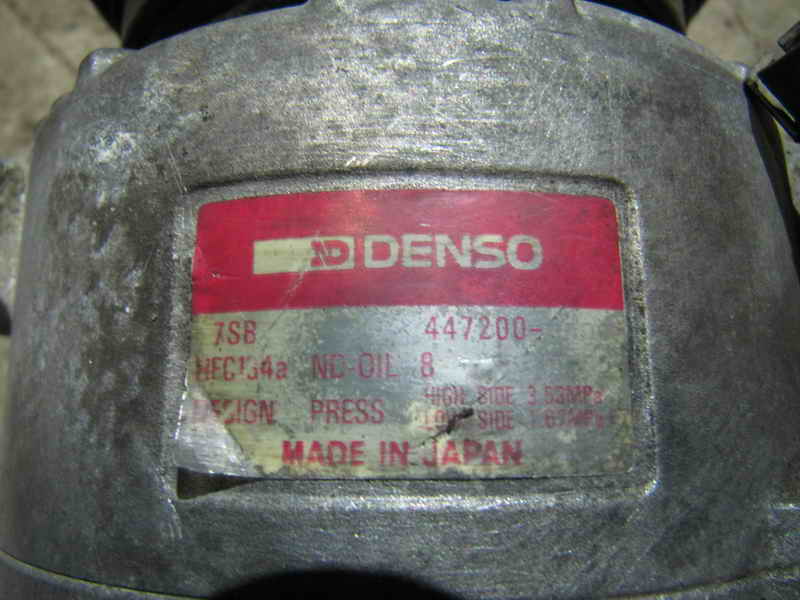 ND DENSO
7SB 447200-
HFC134a ND-OIL 8
DESIGN PRESS HIGH SIDE 3.53MPa
LOW SIDE 1.67MPa
MADE IN JAPAN